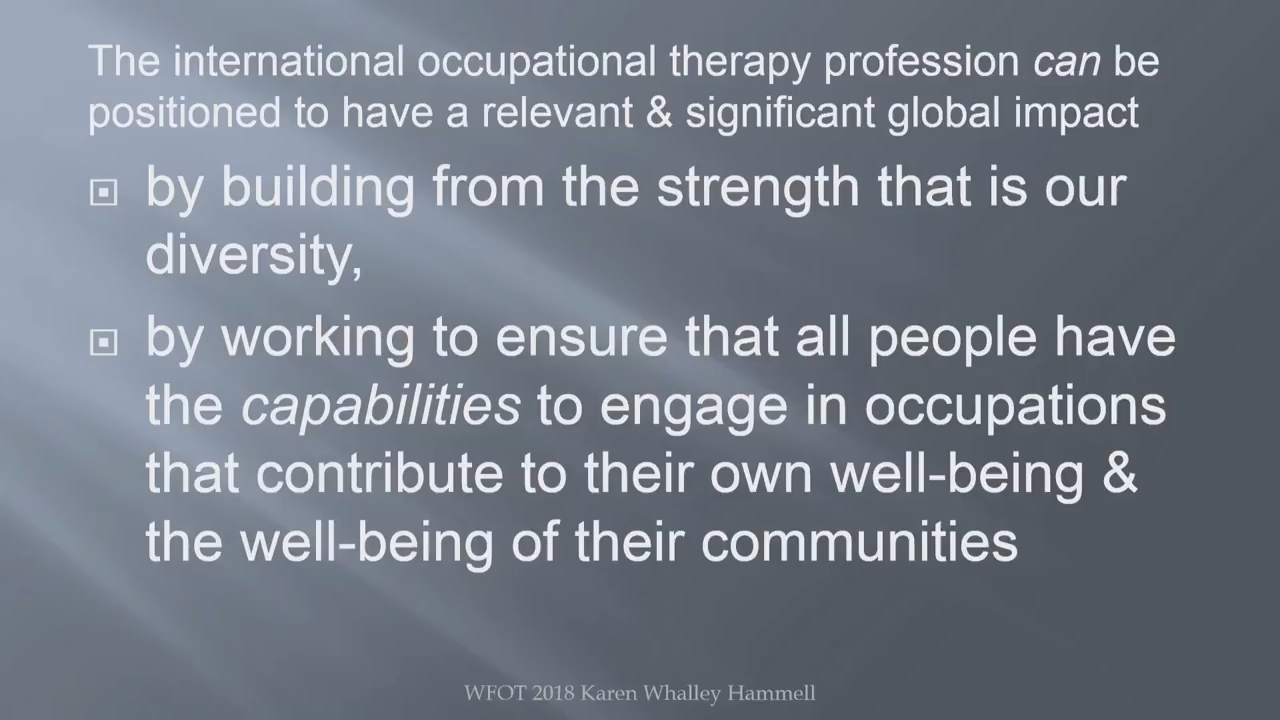 The international occupational therapy profession can be
positioned to have a relevant & significant global impact
by building from the strength that is our
diversity,
by working to ensure that all people have
the capabilities to engage in occupations
that contribute to their own well-being &
the well-being of their communities
WFOT 2018 Karen Whalley Hammell